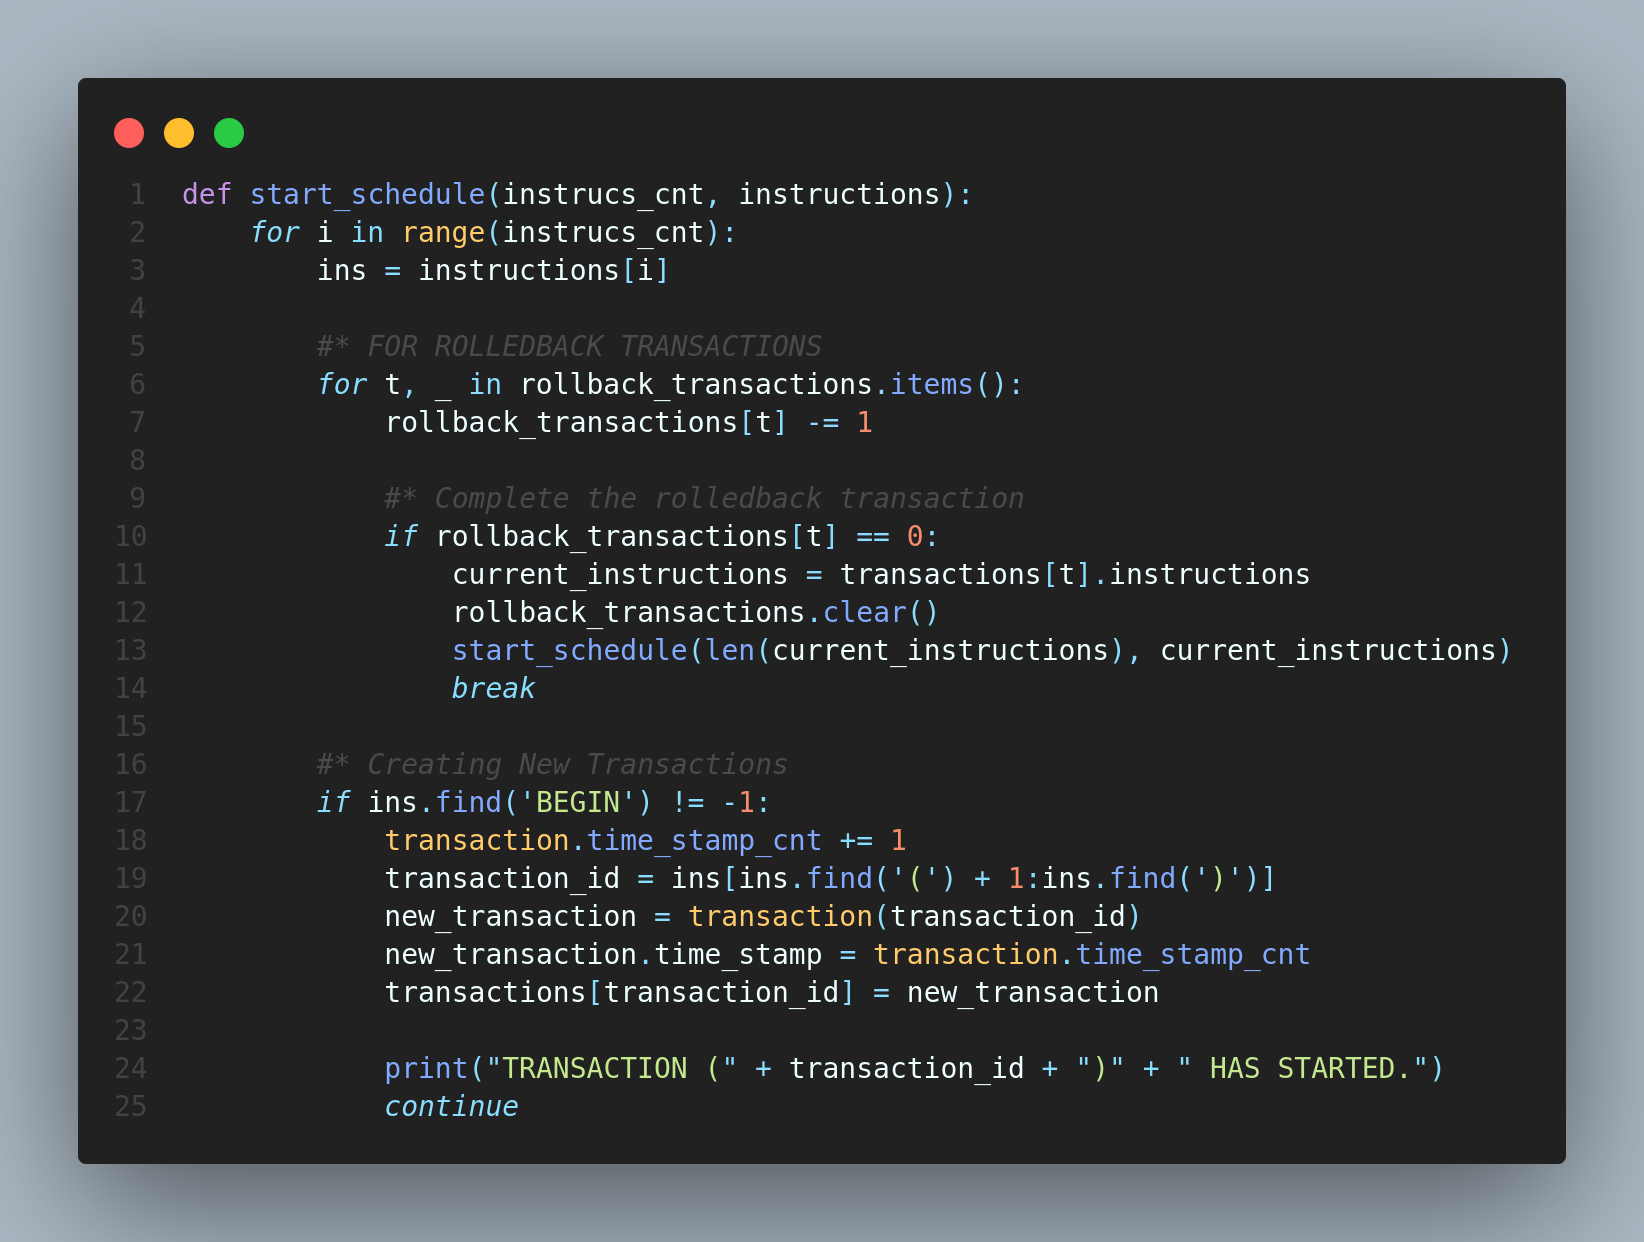 1 def start_schedule(instrucs_cnt, instructions):
2     for i in range(instrucs_cnt):
3         ins = instructions[i]
4
5         #* FOR ROLLEDBACK TRANSACTIONS
6         for t, _ in rollback_transactions.items():
7             rollback_transactions[t] -= 1
8
9             #* Complete the rolledback transaction
10             if rollback_transactions[t] == 0:
11                 current_instructions = transactions[t].instructions
12                 rollback_transactions.clear()
13                 start_schedule(len(current_instructions), current_instructions)
14                 break
15
16         #* Creating New Transactions
17         if ins.find('BEGIN') != -1:
18             transaction.time_stamp_cnt += 1
19             transaction_id = ins[ins.find('(') + 1:ins.find(')')]
20             new_transaction = transaction(transaction_id)
21             new_transaction.time_stamp = transaction.time_stamp_cnt
22             transactions[transaction_id] = new_transaction
23
24             print("TRANSACTION (" + transaction_id + ")" + " HAS STARTED.")
25             continue